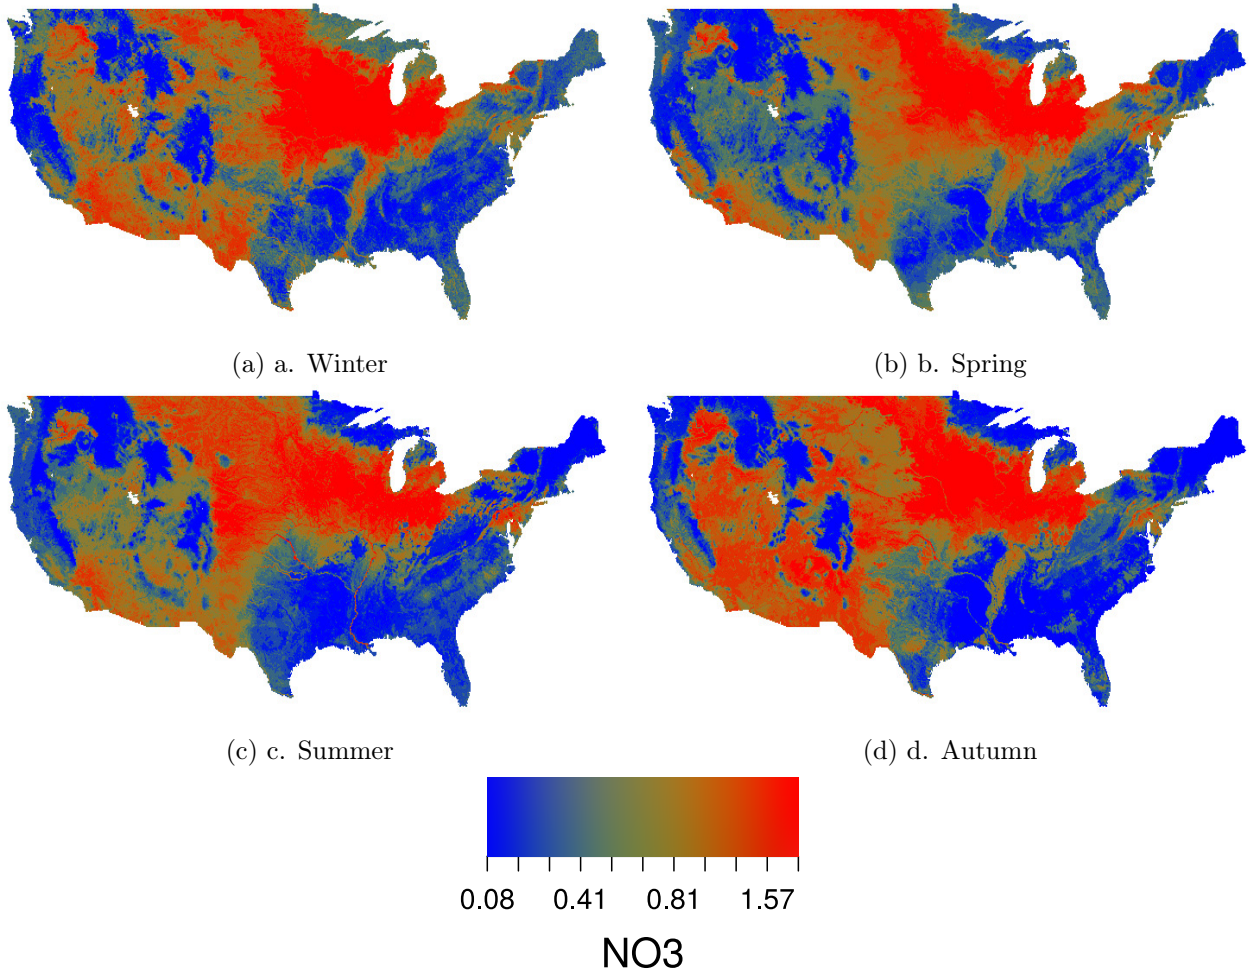 (a) a. Winter
(b) b. Spring
(c) c. Summer
(d) d. Autumn
0.08 0.41 0.81 1.57
NO3